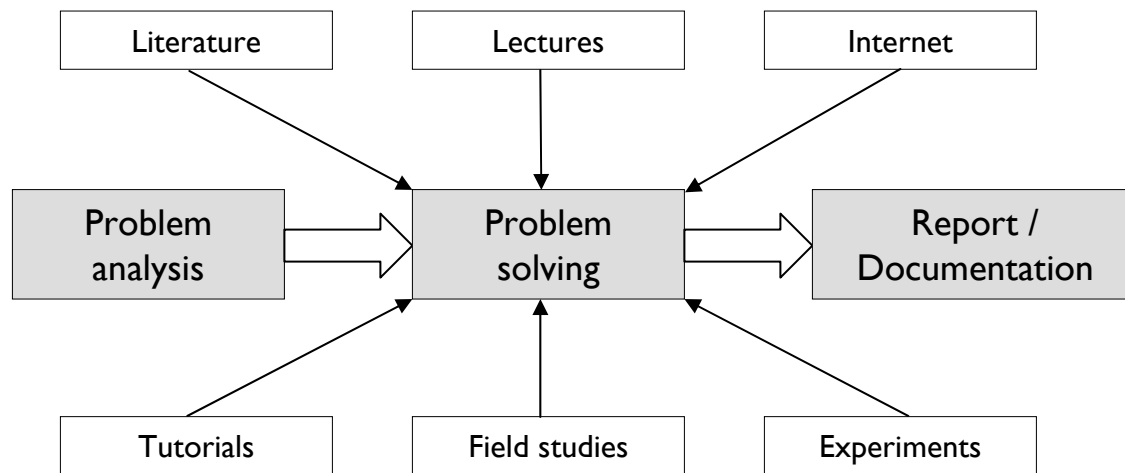 Literature
Lectures
Internet
Problem
analysis
Problem
solving
Report /
Documentation
Tutorials
Field studies
Experiments